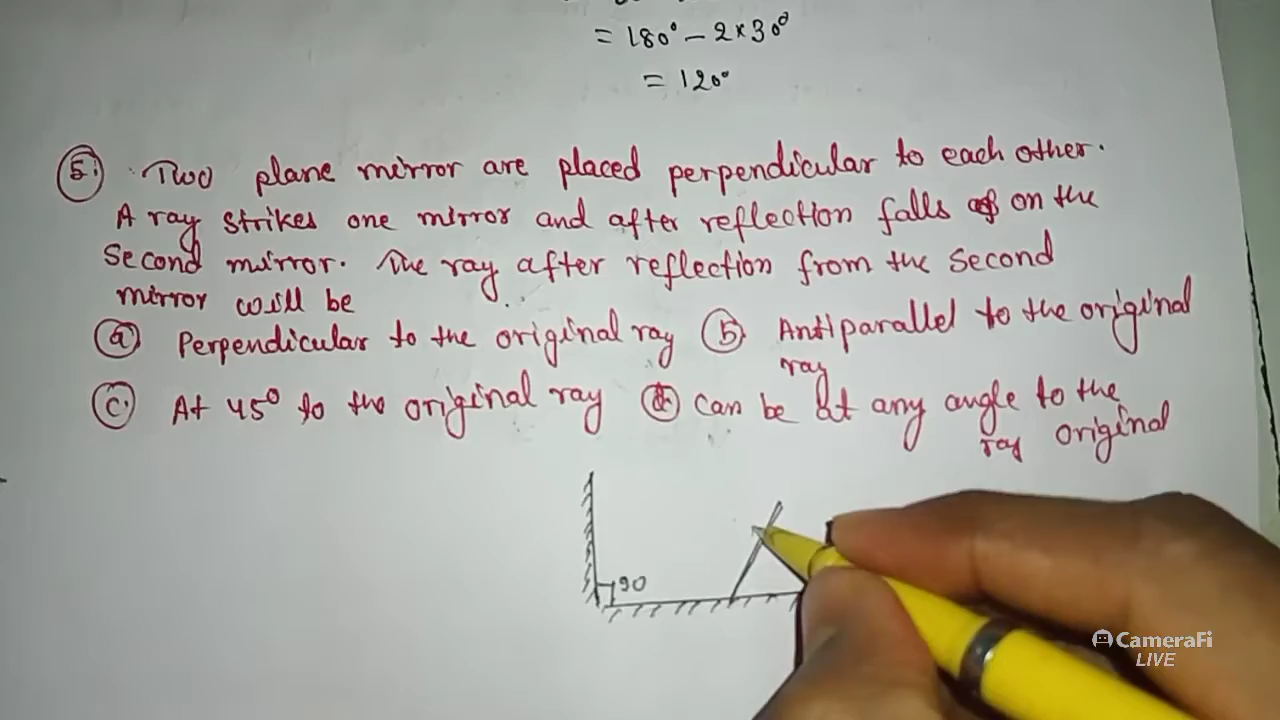 = 180° - 2×30°
= 120°
5. Two plane mirror are placed perpendicular to each other.
A ray strikes one mirror and after reflection falls on the
second mirror. The ray after reflection from the second
mirror will be
a Perpendicular to the original ray b Antiparallel to the original
ray
c. At 45° to the original ray d Can be at any angle to the
ray original
90
CameraFi
LIVE